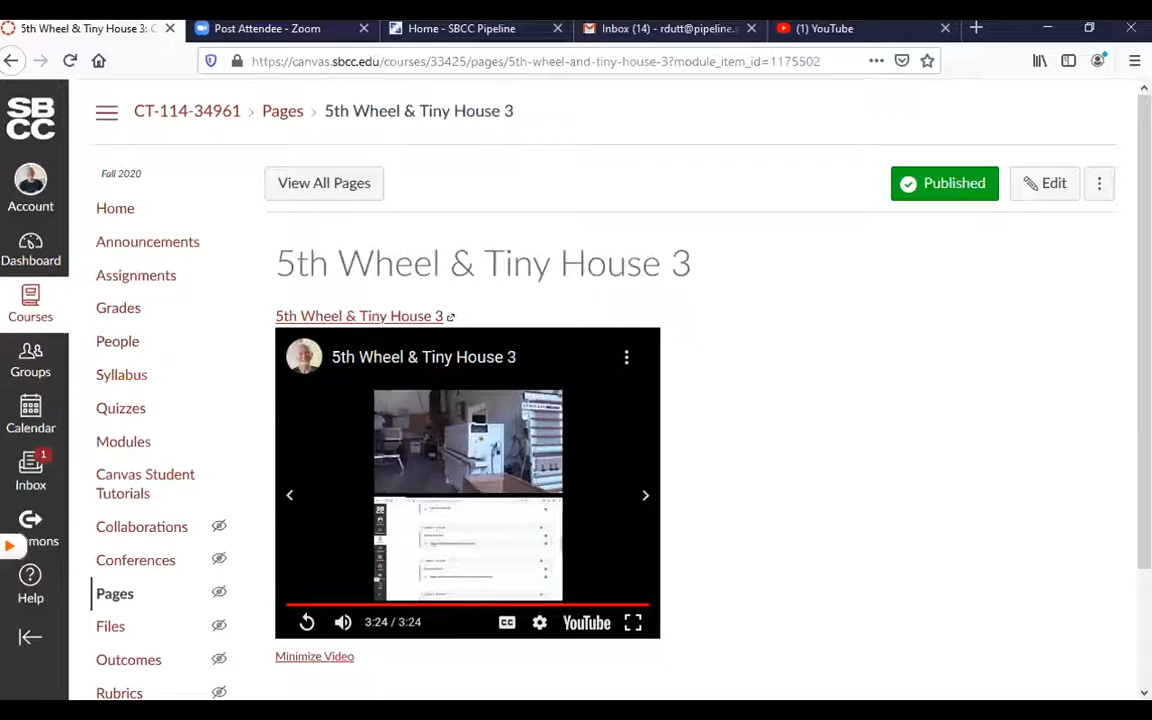 5th Wheel & Tiny House 3: C
Post Attendee - Zoom
Home - SBCC Pipeline
Inbox (14) - rdutt@pipeline.s
(1) YouTube
https://canvas.sbcc.edu/courses/33425/pages/5th-wheel-and-tiny-house-3?module_item_id=1175502
SB
CC
CT-114-34961 > Pages > 5th Wheel & Tiny House 3
Account
Dashboard
Courses
Groups
Calendar
1
Inbox
mmons
Help
Fall 2020
Home
Announcements
Assignments
Grades
People
Syllabus
Quizzes
Modules
Canvas Student
Tutorials
Collaborations
Conferences
Pages
Files
Outcomes
Rubrics
View All Pages
Published
Edit
5th Wheel & Tiny House 3
5th Wheel & Tiny House 3
5th Wheel & Tiny House 3
3:24 / 3:24
CC
YouTube
Minimize Video